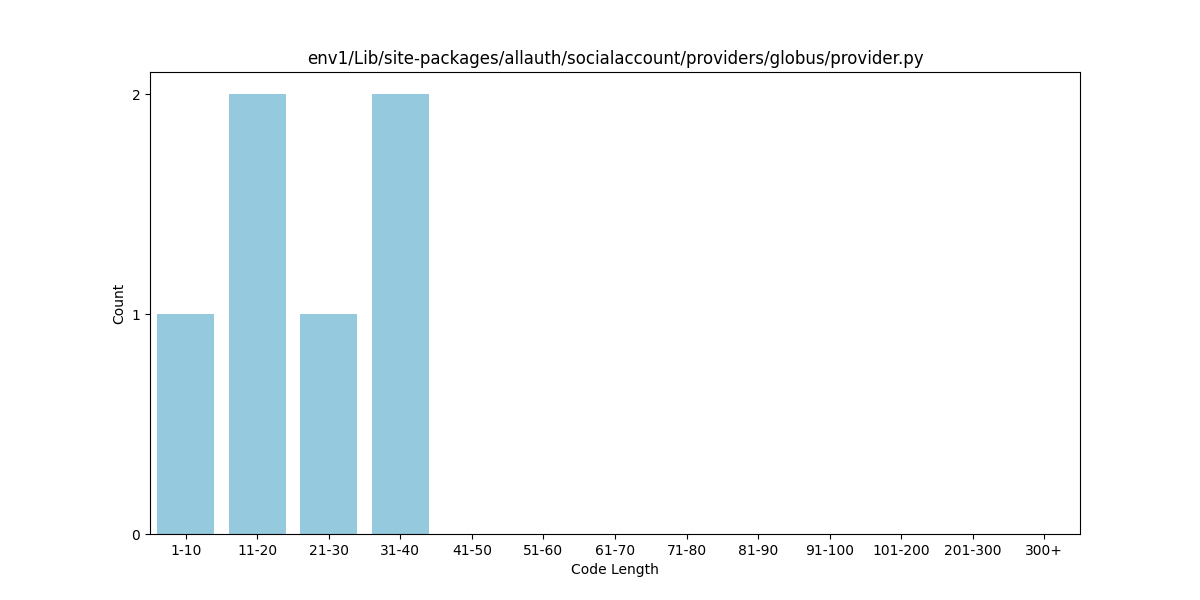 env1/Lib/site-packages/allauth/socialaccount/providers/globus/provider.py
Count
2
1
0
1-10 11-20 21-30 31-40 41-50 51-60 61-70 71-80 81-90 91-100 101-200 201-300 300+
Code Length